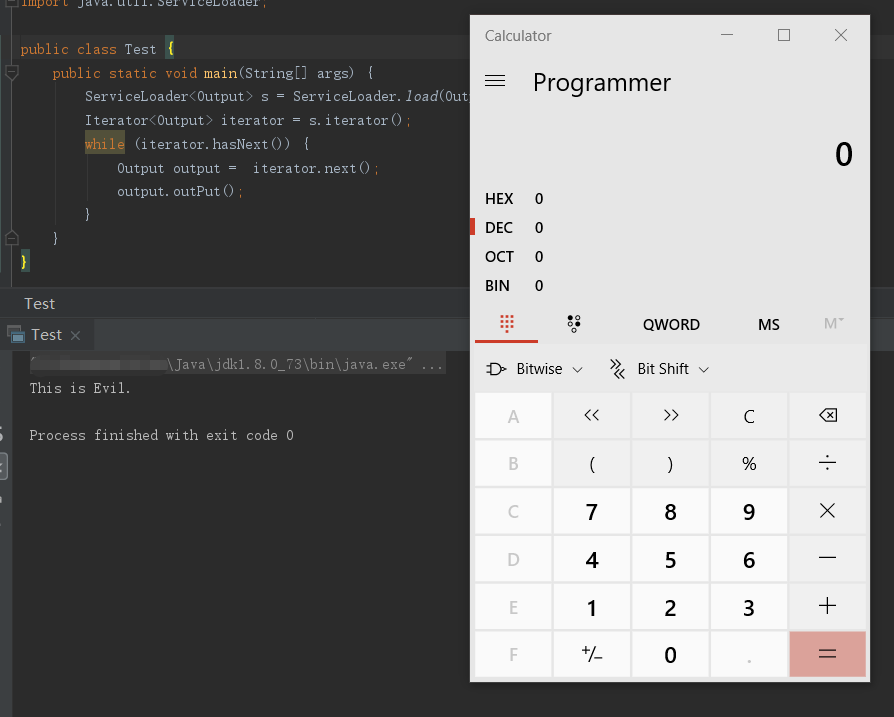 import java.util.ServiceLoader;
public class Test {
public static void main(String[] args) {
ServiceLoader<Output> s = ServiceLoader.load(Out
Iterator<Output> iterator = s.iterator();
while (iterator.hasNext()) {
Output output =  iterator.next();
output.outPut();
}
}
}
Test
Test
\Java\jdk1.8.0_73\bin\java.exe" ...
This is Evil.
Process finished with exit code 0
Calculator
Programmer
0
HEX 0
DEC 0
OCT 0
BIN 0
QWORD MS M
Bitwise Bit Shift
A << >> C
B ( ) % ÷
C 7 8 9 ×
D 4 5 6 −
E 1 2 3 +
F +/− 0 . =